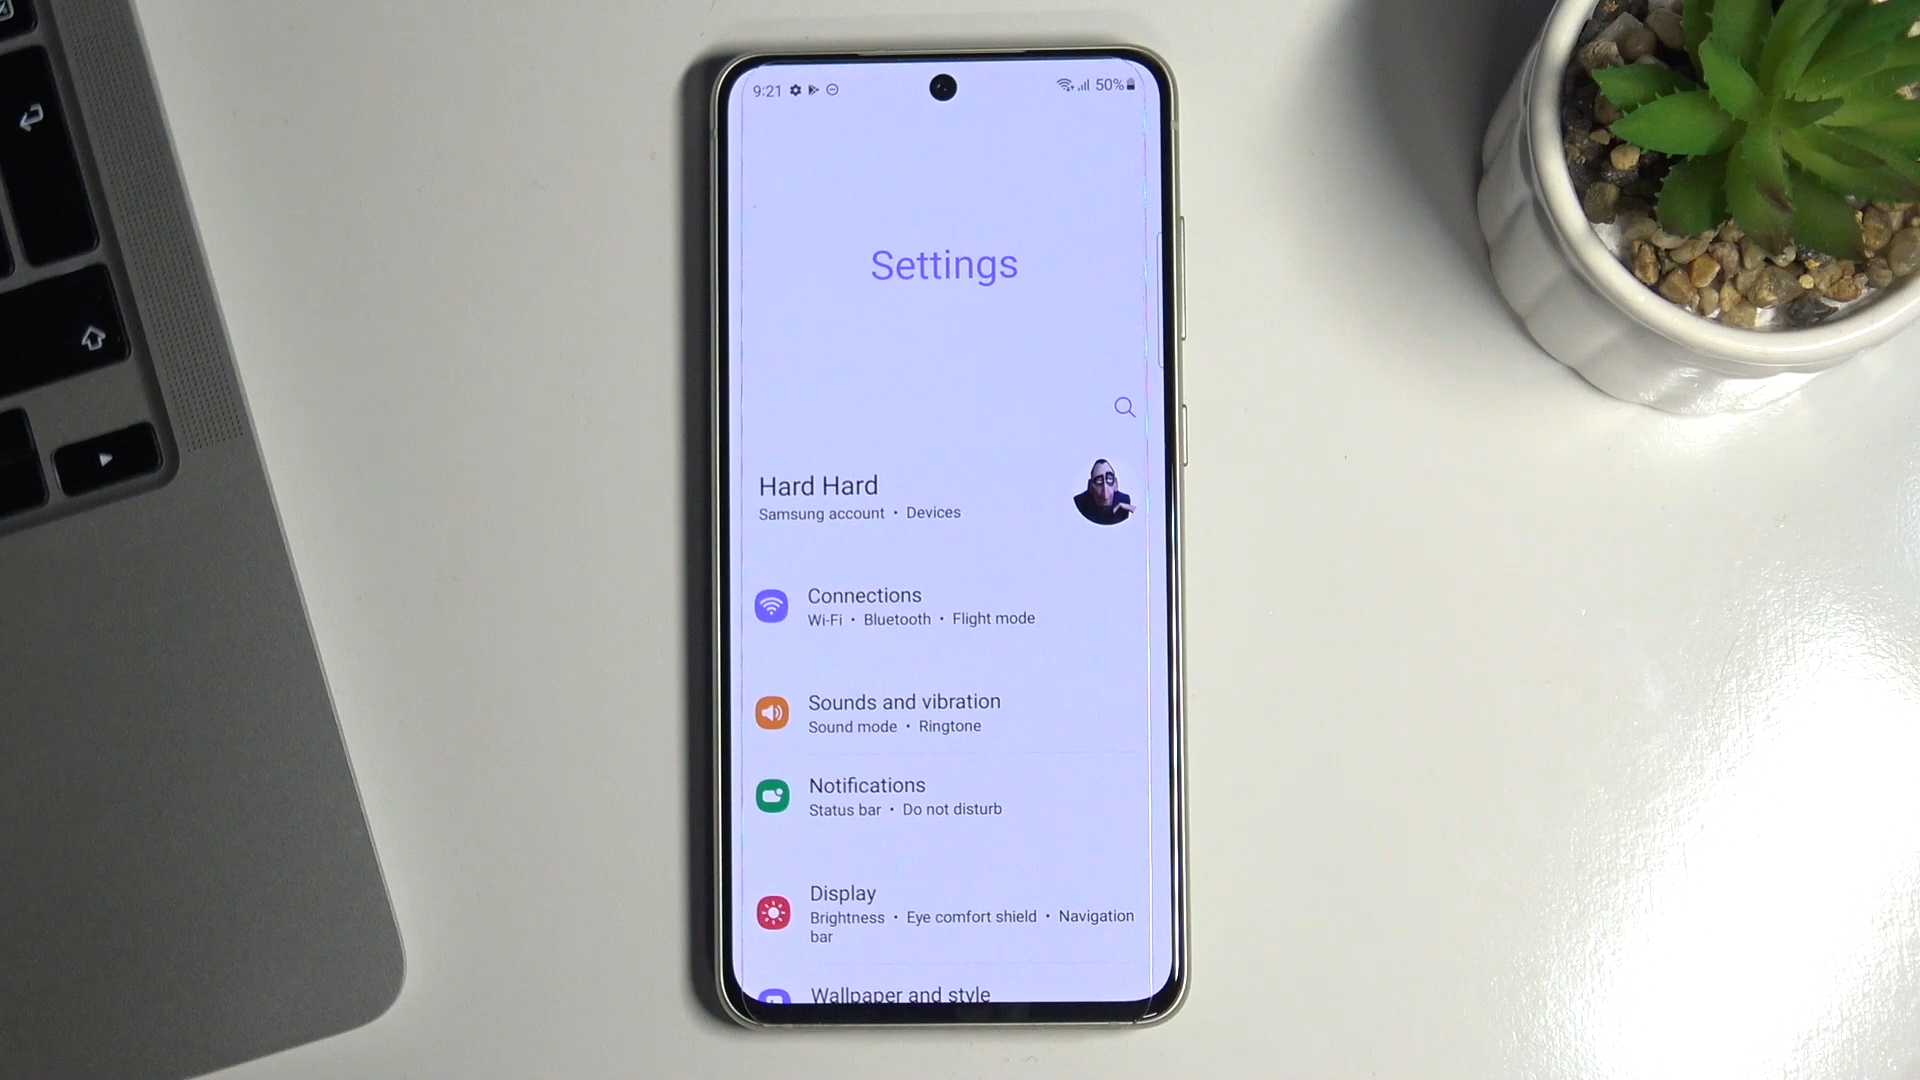 9:21
50%
Settings
Hard Hard
Samsung account • Devices
Connections
Wi-Fi • Bluetooth • Flight mode
Sounds and vibration
Sound mode • Ringtone
Notifications
Status bar • Do not disturb
Display
Brightness • Eye comfort shield • Navigation
bar
Wallpaper and style